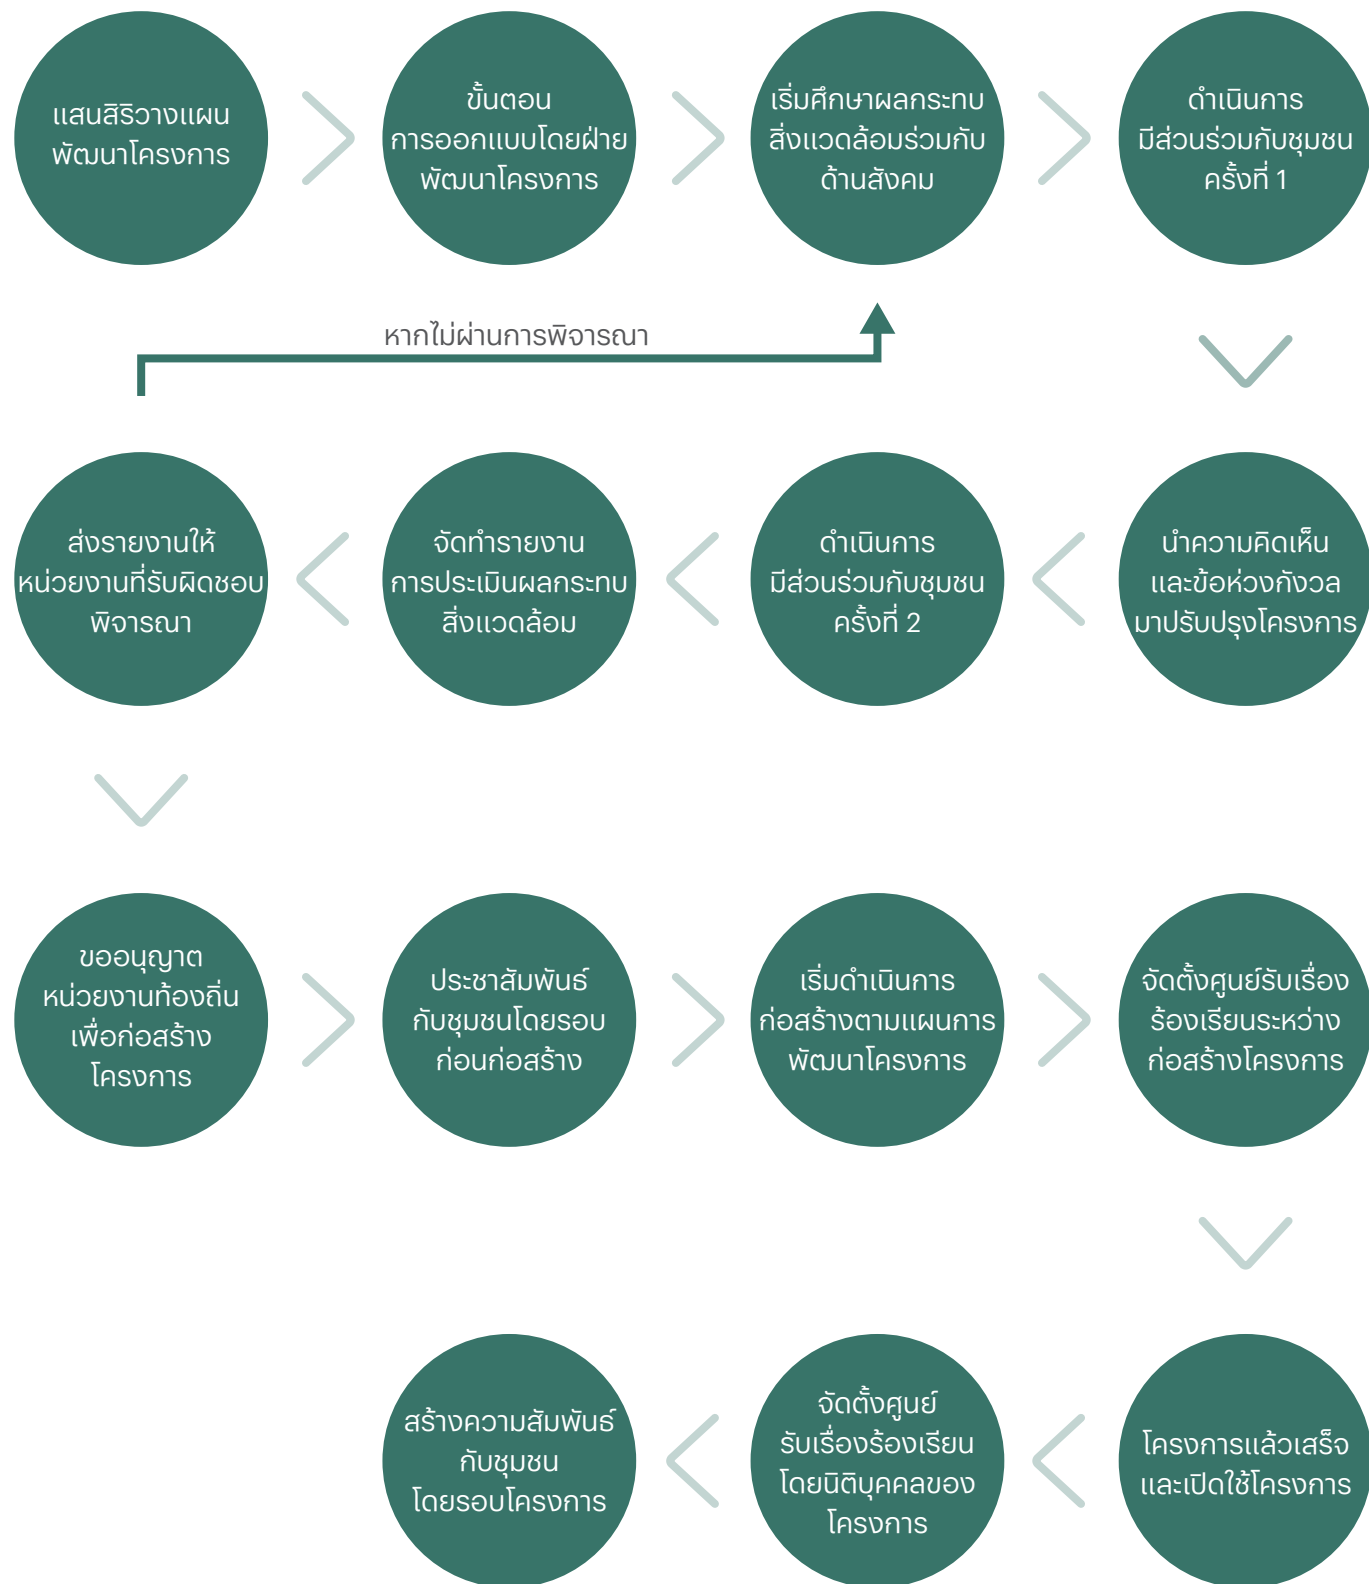 แสนสิริวางแผน
พัฒนาโครงการ
ขั้นตอน
การออกแบบโดยฝ่าย
พัฒนาโครงการ
เริ่มศึกษาผลกระทบ
สิ่งแวดล้อมร่วมกับ
ด้านสังคม
ดำเนินการ
มีส่วนร่วมกับชุมชน
ครั้งที่ 1
หากไม่ผ่านการพิจารณา
นำความคิดเห็น
และข้อห่วงกังวล
มาปรับปรุงโครงการ
ดำเนินการ
มีส่วนร่วมกับชุมชน
ครั้งที่ 2
จัดทำรายงาน
การประเมินผลกระทบ
สิ่งแวดล้อม
ส่งรายงานให้
หน่วยงานที่รับผิดชอบ
พิจารณา
ขออนุญาต
หน่วยงานท้องถิ่น
เพื่อก่อสร้าง
โครงการ
ประชาสัมพันธ์
กับชุมชนโดยรอบ
ก่อนก่อสร้าง
เริ่มดำเนินการ
ก่อสร้างตามแผนการ
พัฒนาโครงการ
จัดตั้งศูนย์รับเรื่อง
ร้องเรียนระหว่าง
ก่อสร้างโครงการ
โครงการแล้วเสร็จ
และเปิดใช้โครงการ
จัดตั้งศูนย์
รับเรื่องร้องเรียน
โดยนิติบุคคลของ
โครงการ
สร้างความสัมพันธ์
กับชุมชน
โดยรอบโครงการ